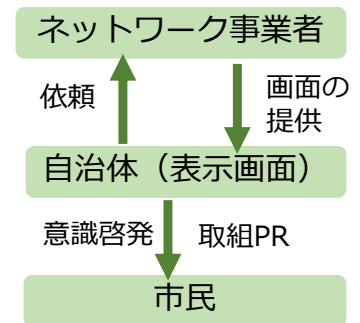 ネットワーク事業者
依頼
画面の
提供
自治体（表示画面）
意識啓発
取組PR
市民